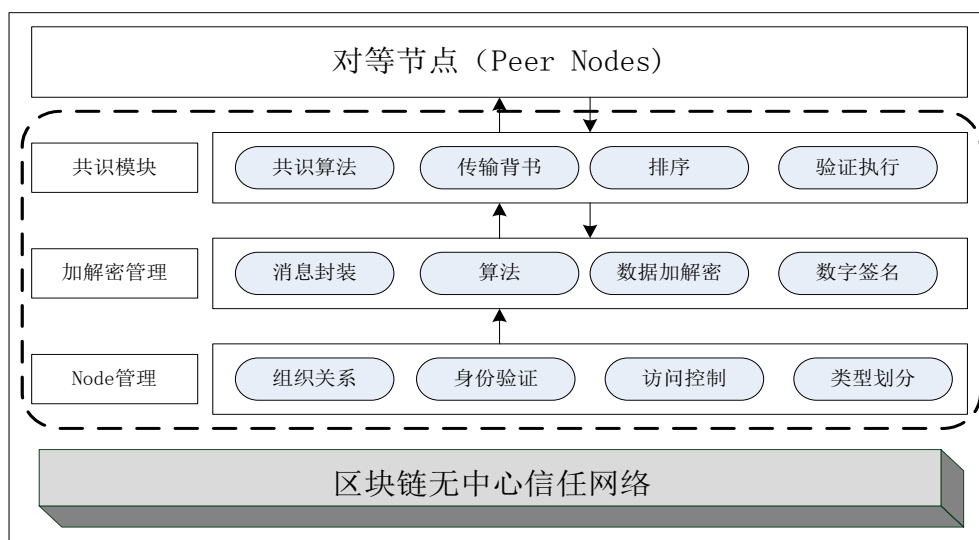 对等节点（Peer Nodes)
共识模块
共识算法
传输背书
排序
验证执行
加解密管理
消息封装
算法
数据加解密
数字签名
Node管理
组织关系
身份验证
访问控制
类型划分
区块链无中心信任网络